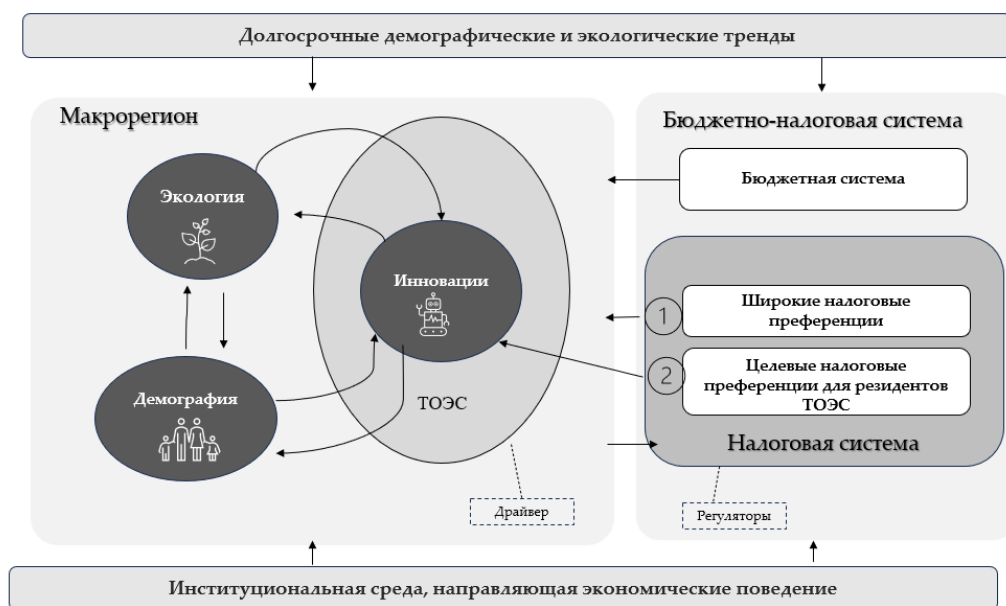 Долгосрочные демографические и экологические тренды
Макрорегион
Экология
Инновации
Демография
ТОЭС
Драйвер
Бюджетно-налоговая система
Бюджетная система
1
Широкие налоговые
преференции
2
Целевые налоговые
преференции для резидентов
ТОЭС
Налоговая система
Регуляторы
Институциональная среда, направляющая экономические поведение